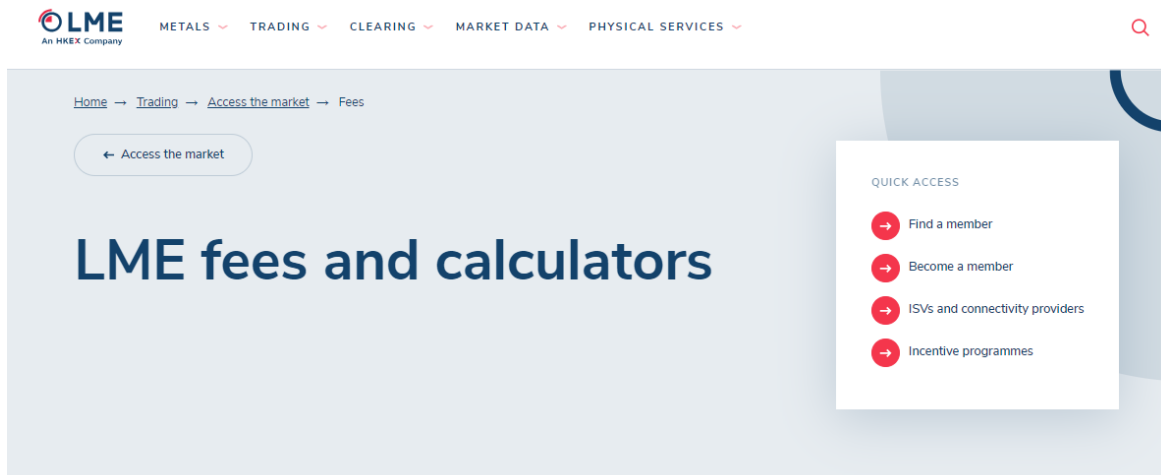 LME
An HKEX Company
METALS TRADING CLEARING MARKET DATA PHYSICAL SERVICES
Home → Trading → Access the market → Fees
← Access the market
LME fees and calculators
QUICK ACCESS
→ Find a member
→ Become a member
→ ISVs and connectivity providers
→ Incentive programmes